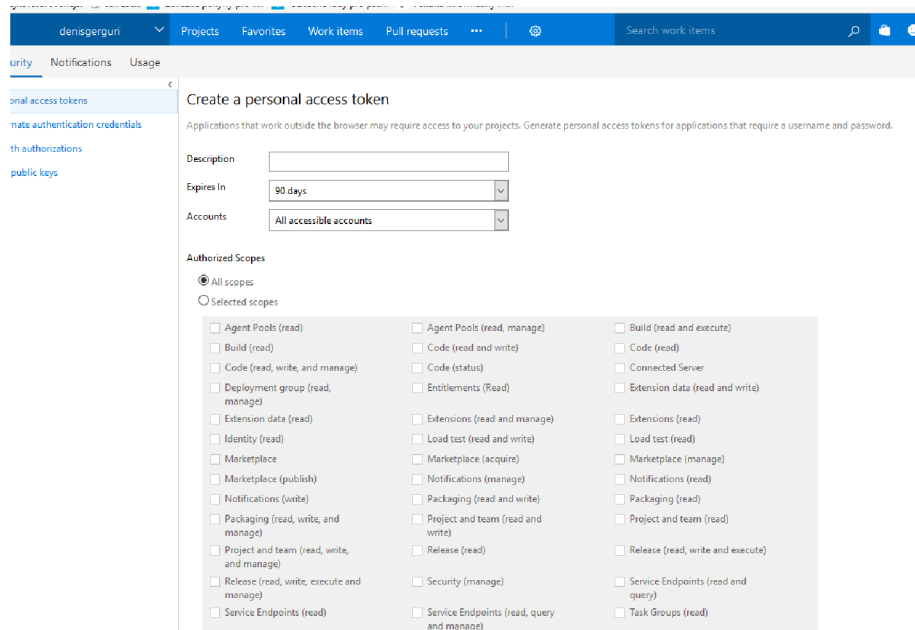 denisgerguri Projects Favorites Work items Pull requests ... Search work items
urity Notifications Usage
onal access tokens
nate authentication credentials
th authorizations
public keys
Create a personal access token
Applications that work outside the browser may require access to your projects. Generate personal access tokens for applications that require a username and password.
Description
Expires In 90 days
Accounts All accessible accounts
Authorized Scopes
All scopes
Selected scopes
Agent Pools (read) Agent Pools (read, manage) Build (read and execute)
Build (read) Code (read and write) Code (read)
Code (read, write, and manage) Code (status) Connected Server
Deployment group (read, Entitlements (Read) Extension data (read and write)
manage)
Extension data (read) Extensions (read and manage) Extensions (read)
Identity (read) Load test (read and write) Load test (read)
Marketplace Marketplace (acquire) Marketplace (manage)
Marketplace (publish) Notifications (manage) Notifications (read)
Notifications (write) Packaging (read and write) Packaging (read)
Packaging (read, write, and Project and team (read and Project and team (read)
manage) write)
Project and team (read, write, Release (read) Release (read, write and execute)
and manage)
Release (read, write, execute and Security (manage) Service Endpoints (read and
manage) query)
Service Endpoints (read) Service Endpoints (read, query Task Groups (read)
and manage)